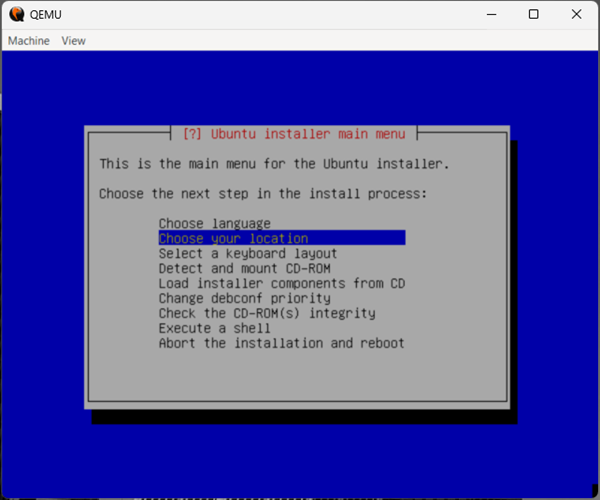 QEMU
Machine View
[?] Ubuntu installer main menu
This is the main menu for the Ubuntu installer.
Choose the next step in the install process:
Choose language
Choose your location
Select a keyboard layout
Detect and mount CD-ROM
Load installer components from CD
Change debconf priority
Check the CD-ROM(s) integrity
Execute a shell
Abort the installation and reboot